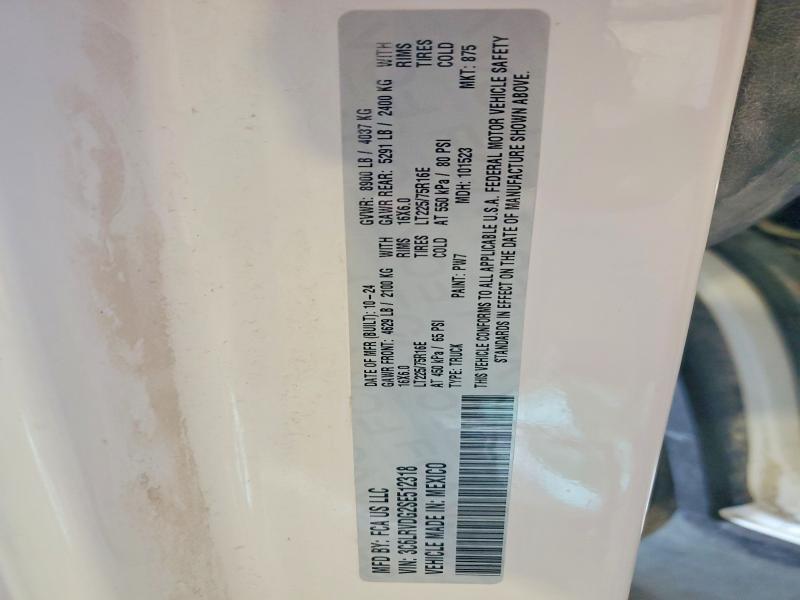 MFD BY: FCA US LLC
DATE OF MFR (BUILT): 10-24
GVWR: 8900 LB / 4037 KG
VIN: 3C6LRVDG2SE512318
GAWR FRONT: 4629 LB / 2100 KG WITH
GAWR REAR: 5291 LB / 2400 KG WITH
VEHICLE MADE IN: MEXICO
16X6.0 RIMS
16X6.0 RIMS
LT225/75R16E TIRES
LT225/75R16E TIRES
AT 450 kPa / 65 PSI COLD
AT 550 kPa / 80 PSI COLD
TYPE: TRUCK PAINT: PW7 MDH: 101523 MKT: 875
THIS VEHICLE CONFORMS TO ALL APPLICABLE U.S.A. FEDERAL MOTOR VEHICLE SAFETY
STANDARDS IN EFFECT ON THE DATE OF MANUFACTURE SHOWN ABOVE.